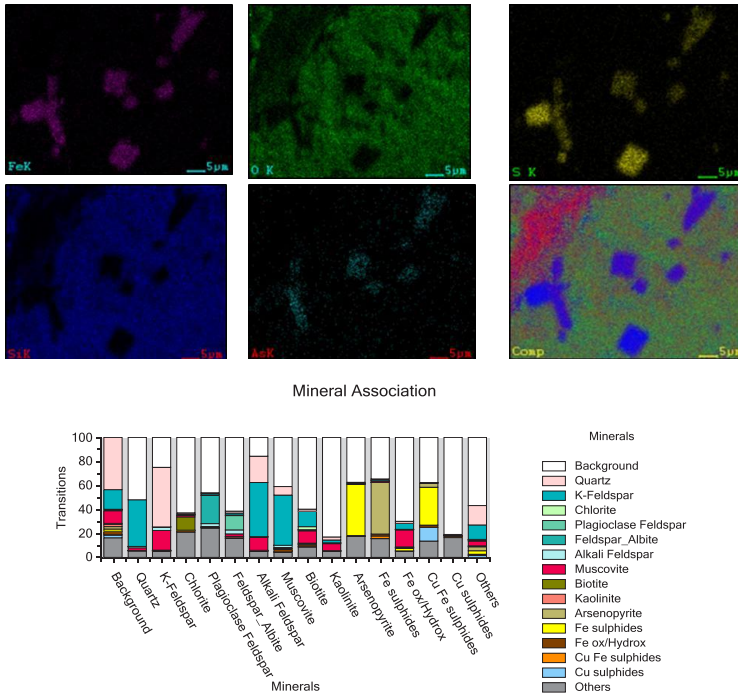 FeK 5μm
O K 5μm
S K 5μm
SiK 5μm
AsK 5μm
Comp 5μm
Mineral Association
Transitions
100
80
60
40
20
0
Background
Quartz
K-Feldspar
Chlorite
Plagioclase Feldspar
Feldspar_Albite
Alkali Feldspar
Muscovite
Biotite
Kaolinite
Arsenopyrite
Fe sulphides
Fe ox/Hydrox
Cu Fe sulphides
Cu sulphides
Others
Minerals
Minerals
Background
Quartz
K-Feldspar
Chlorite
Plagioclase Feldspar
Feldspar_Albite
Alkali Feldspar
Muscovite
Biotite
Kaolinite
Arsenopyrite
Fe sulphides
Fe ox/Hydrox
Cu Fe sulphides
Cu sulphides
Others